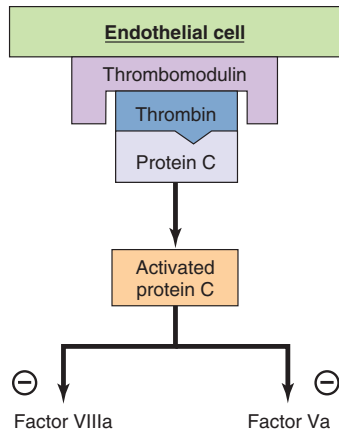 Endothelial cell
Thrombomodulin
Thrombin
Protein C
Activated
protein C
Factor VIIIa
Factor Va